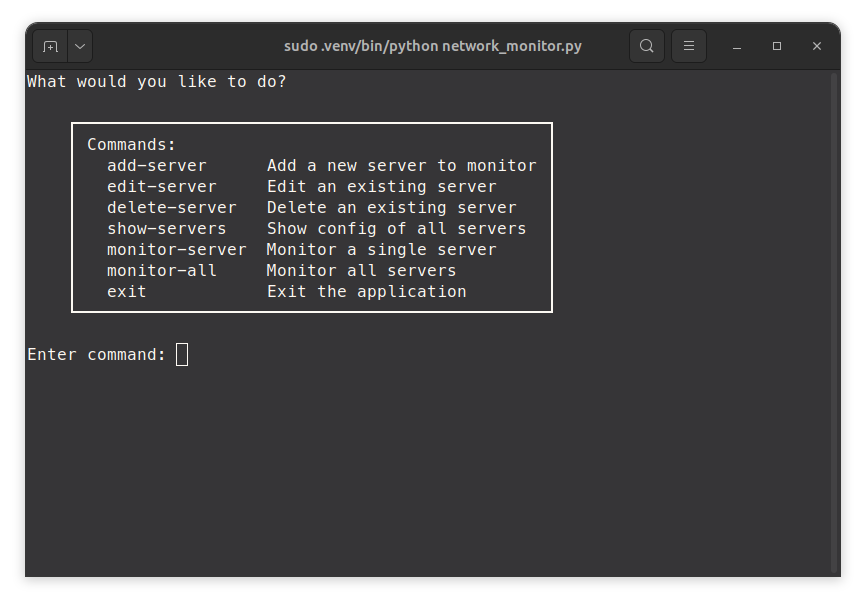 sudo .venv/bin/python network_monitor.py
What would you like to do?
Commands:
add-server Add a new server to monitor
edit-server Edit an existing server
delete-server Delete an existing server
show-servers Show config of all servers
monitor-server Monitor a single server
monitor-all Monitor all servers
exit Exit the application
Enter command: